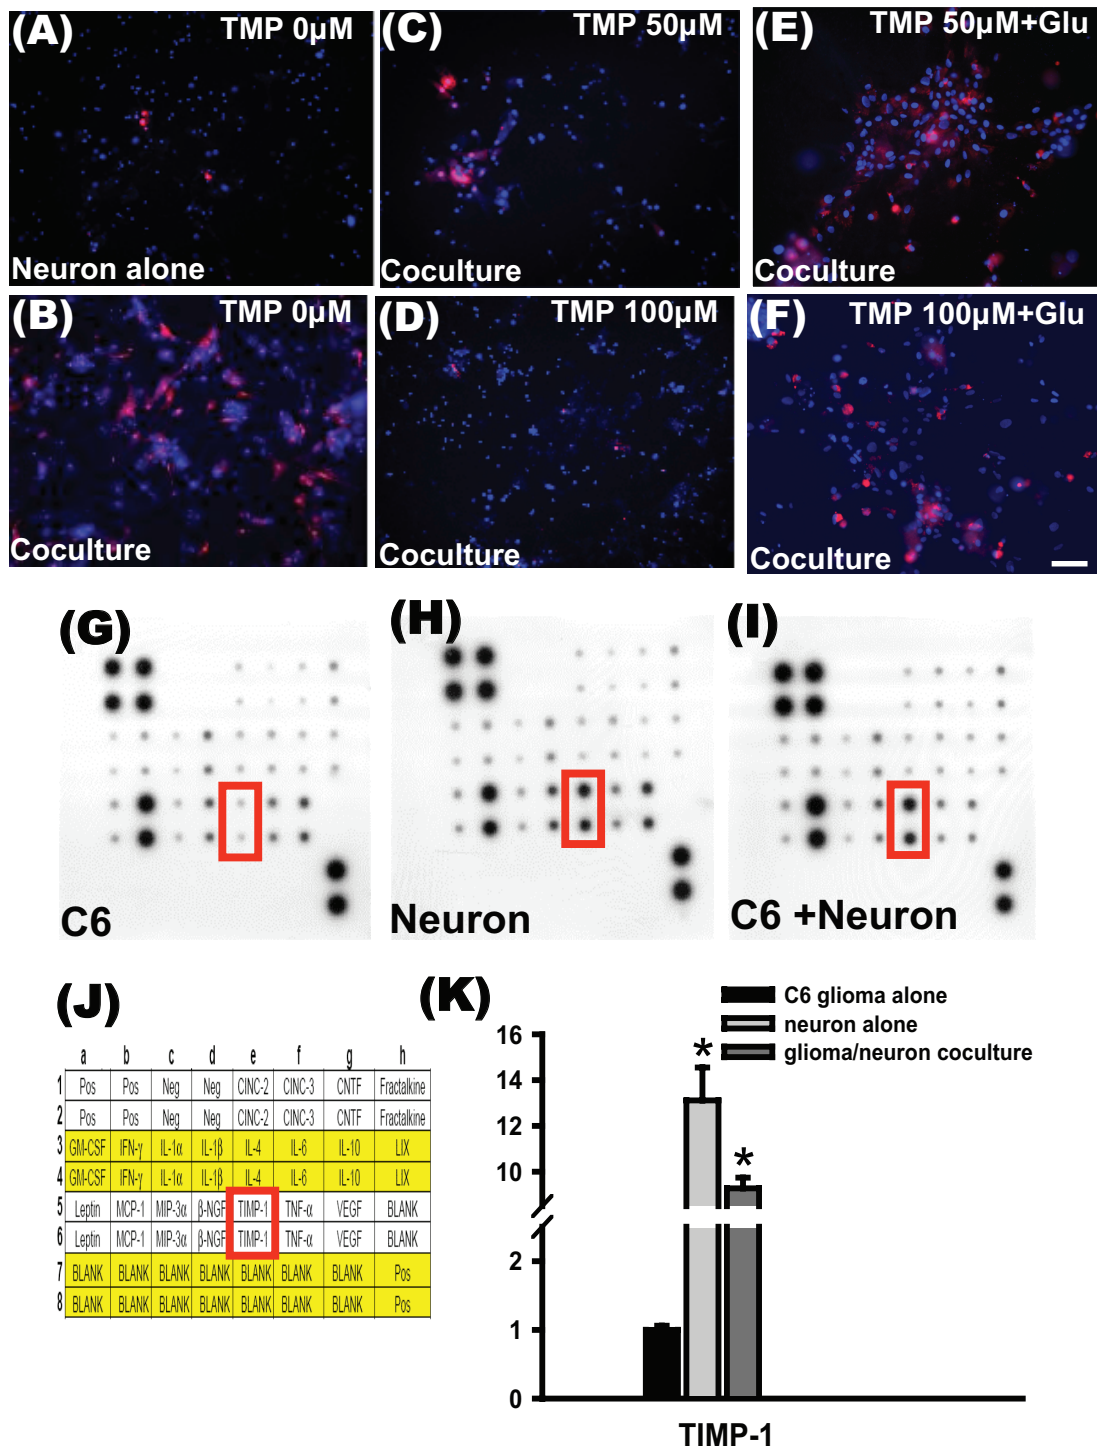 (A) TMP 0μM
Neuron alone
(C) TMP 50μM
Coculture
(E) TMP 50μM+Glu
Coculture
(B) TMP 0μM
Coculture
(D) TMP 100μM
Coculture
(F) TMP 100μM+Glu
Coculture
(G)
C6
(H)
Neuron
(I)
C6 +Neuron
(J)
a b c d e f g h
1 Pos Pos Neg Neg CINC-2 CINC-3 CNTF Fractalkine
2 Pos Pos Neg Neg CINC-2 CINC-3 CNTF Fractalkine
3 GM-CSF IFN-γ IL-1α IL-1β IL-4 IL-6 IL-10 LIX
4 GM-CSF IFN-γ IL-1α IL-1β IL-4 IL-6 IL-10 LIX
5 Leptin MCP-1 MIP-3α β-NGF TIMP-1 TNF-α VEGF BLANK
6 Leptin MCP-1 MIP-3α β-NGF TIMP-1 TNF-α VEGF BLANK
7 BLANK BLANK BLANK BLANK BLANK BLANK BLANK Pos
8 BLANK BLANK BLANK BLANK BLANK BLANK BLANK Pos
(K)
C6 glioma alone
neuron alone
glioma/neuron coculture
16
14
12
10
2
1
0
*
*
TIMP-1